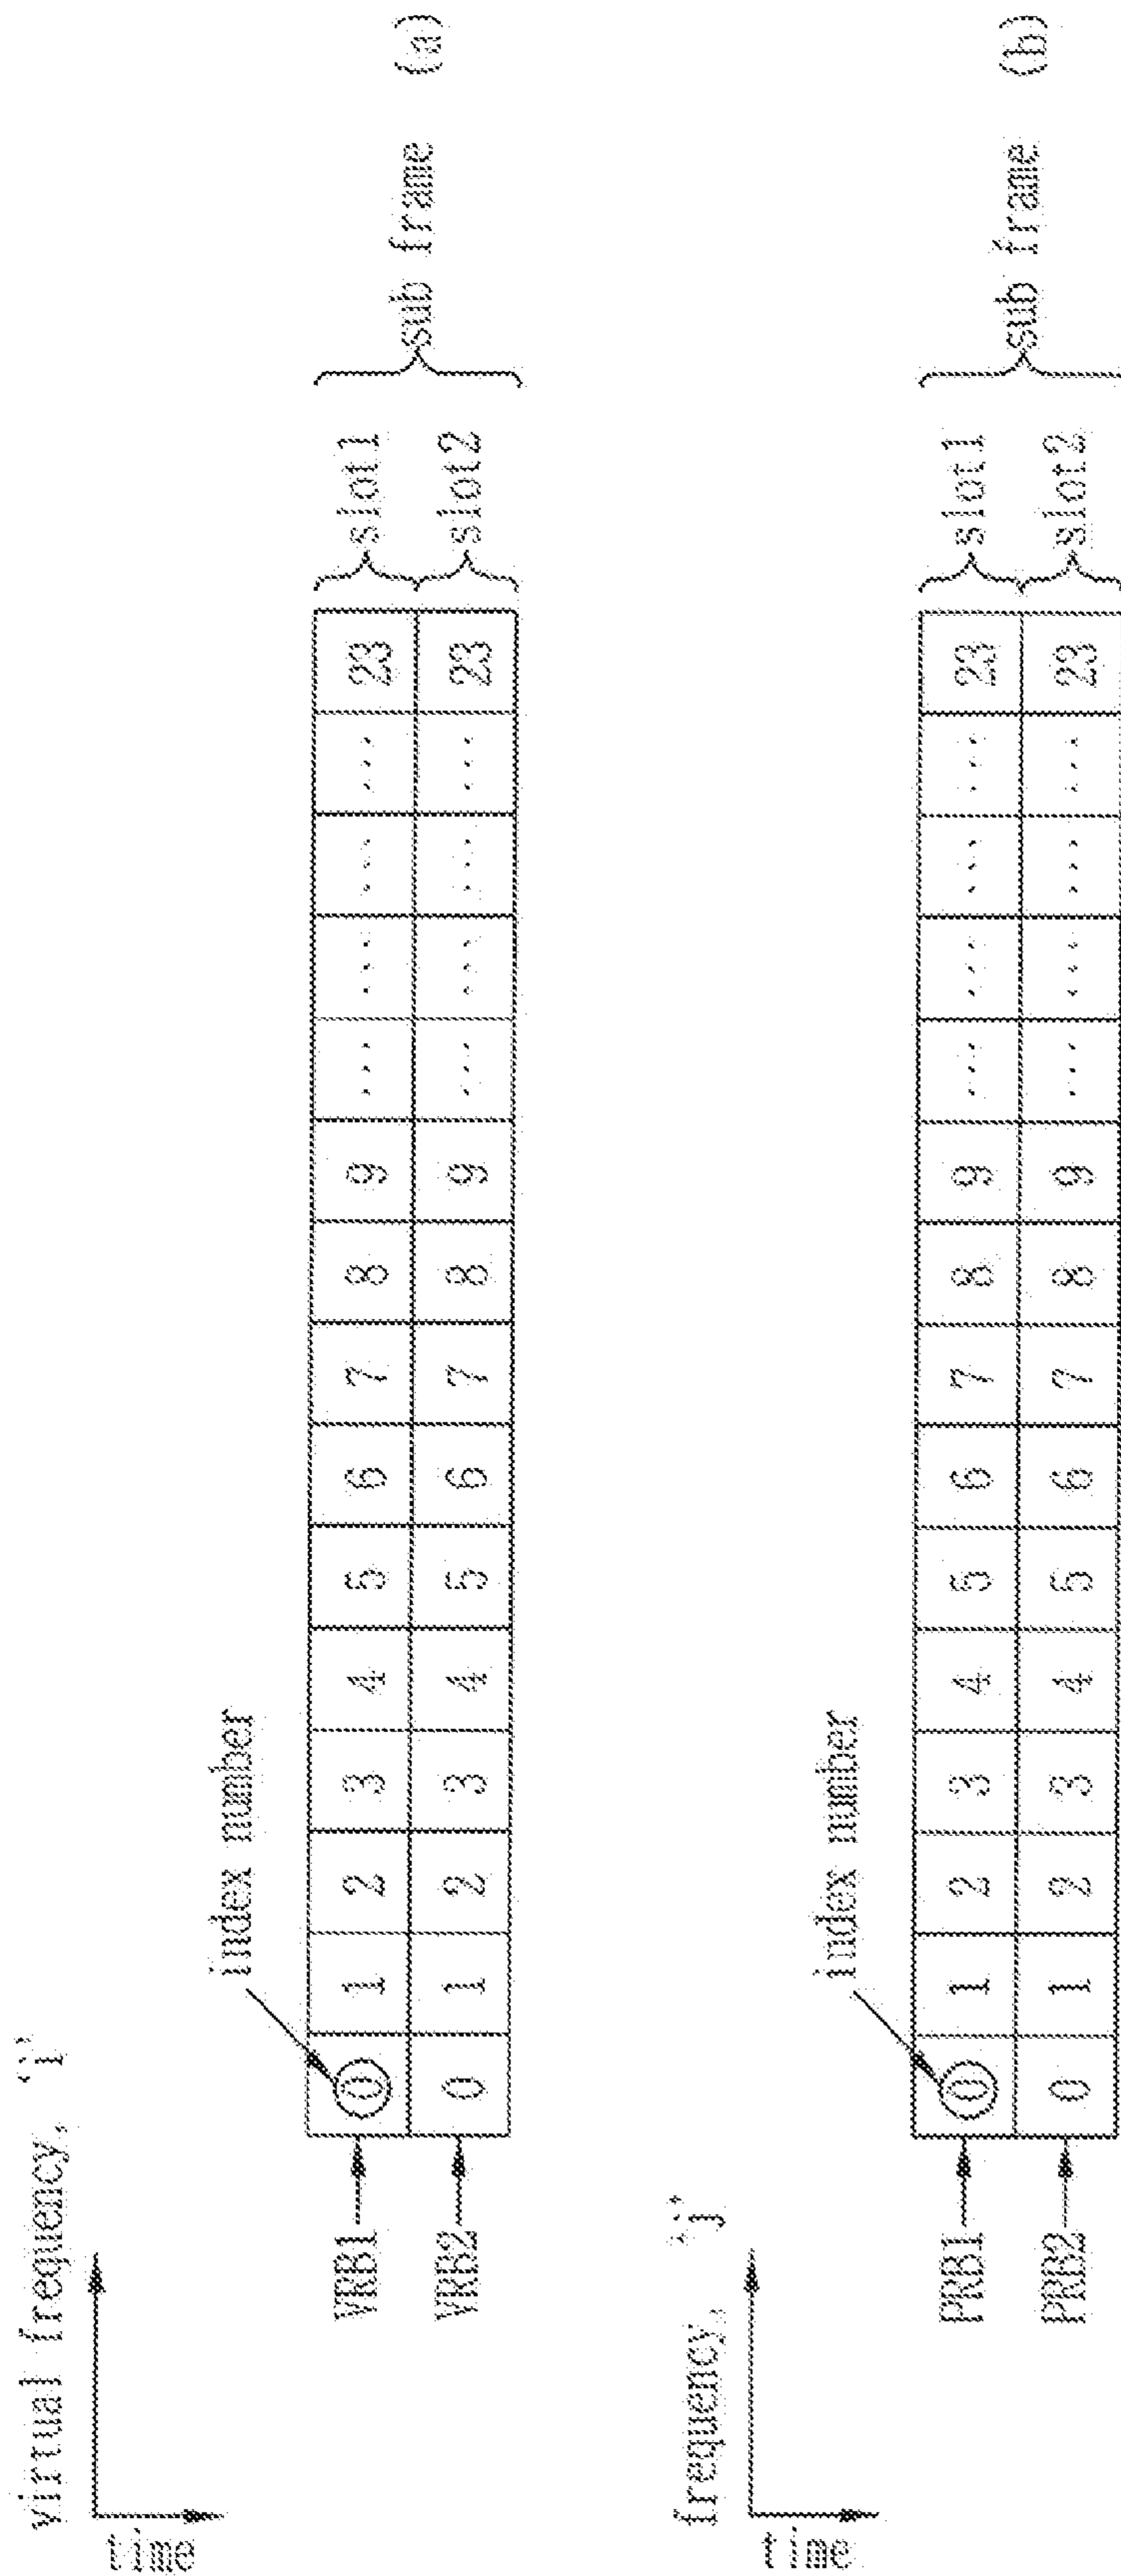 virtual frequency, 'i'
time
index number
VRB1 0 1 2 3 4 5 6 7 8 9 ... ... ... ... 23 slot1
VRB2 0 1 2 3 4 5 6 7 8 9 ... ... ... ... 23 slot2
sub frame (a)
frequency, 'j'
time
index number
PRB1 0 1 2 3 4 5 6 7 8 9 ... ... ... ... 23 slot1
PRB2 0 1 2 3 4 5 6 7 8 9 ... ... ... ... 23 slot2
sub frame (b)